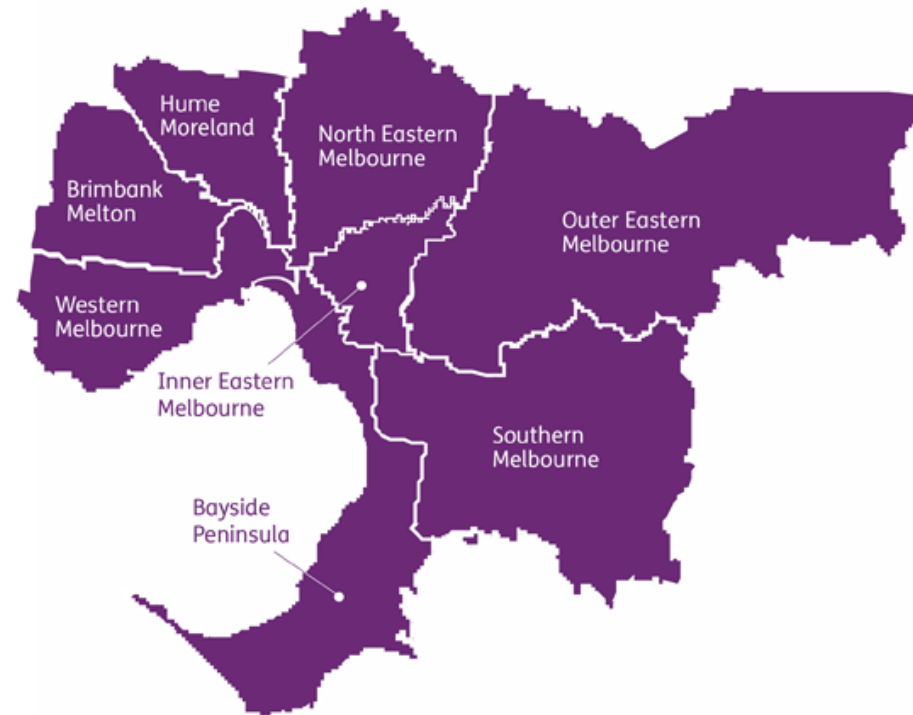 Hume
Moreland
North Eastern
Melbourne
Brimbank
Melton
Outer Eastern
Melbourne
Western
Melbourne
Inner Eastern
Melbourne
Southern
Melbourne
Bayside
Peninsula